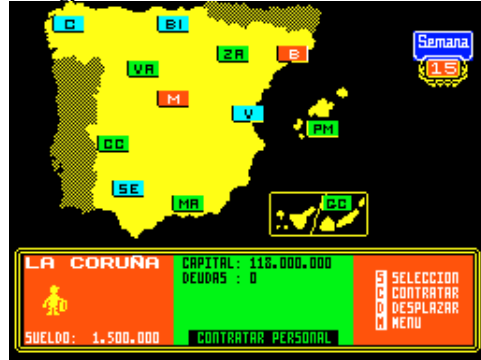 C
BI
Semana
15
ZA
B
VA
M
V
PM
CC
SE
MA
GC
LA CORUÑA
SUELDO: 1.500.000
CAPITAL: 118.000.000
DEUDAS : 0
CONTRATAR PERSONAL
S SELECCION
C CONTRATAR
D DESPLAZAR
M MENU